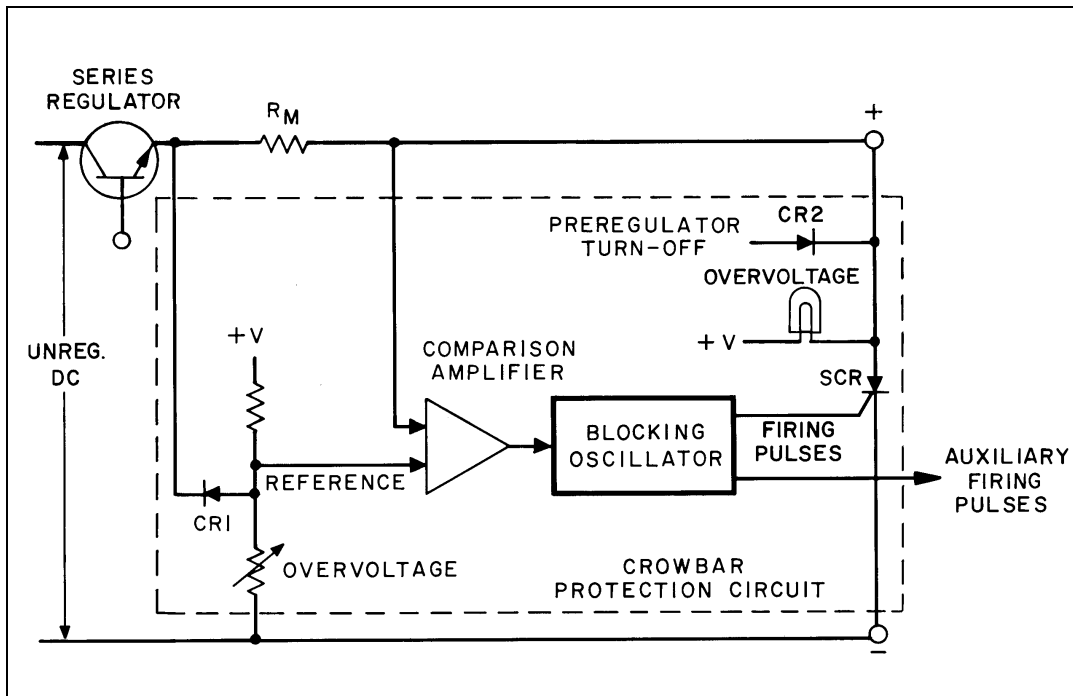 SERIES
REGULATOR
RM
+
PREREGULATOR
TURN-OFF
CR2
OVERVOLTAGE
+V
+V
UNREG.
DC
COMPARISON
AMPLIFIER
SCR
BLOCKING
OSCILLATOR
FIRING
PULSES
REFERENCE
AUXILIARY
FIRING
PULSES
CR1
OVERVOLTAGE
CROWBAR
PROTECTION CIRCUIT
-